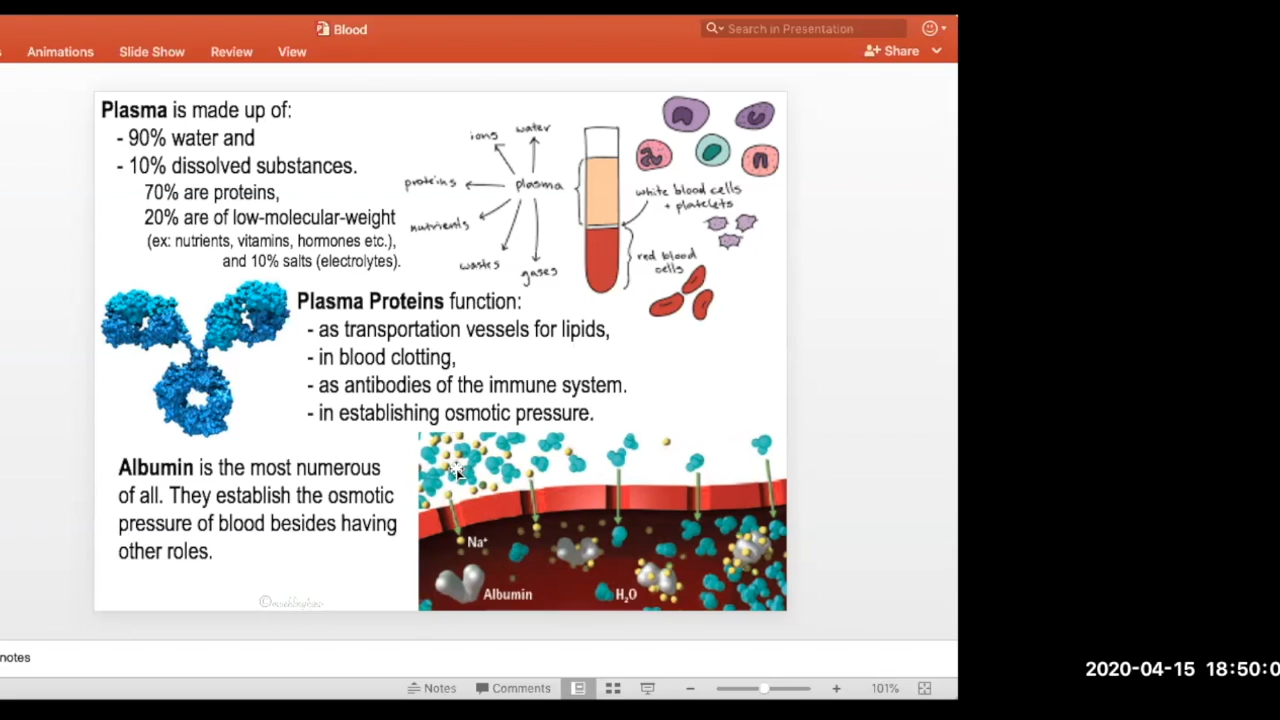 Blood
Search in Presentation
Animations
Slide Show
Review
View
Share
Plasma is made up of:
- 90% water and
- 10% dissolved substances.
70% are proteins,
20% are of low-molecular-weight
(ex: nutrients, vitamins, hormones etc.),
and 10% salts (electrolytes).
ions
water
proteins
plasma
nutrients
wastes
gases
white blood cells
+ platelets
red blood
cells
Plasma Proteins function:
- as transportation vessels for lipids,
- in blood clotting,
- as antibodies of the immune system.
- in establishing osmotic pressure.
Albumin is the most numerous
of all. They establish the osmotic
pressure of blood besides having
other roles.
Na⁺
Albumin
H₂O
notes
Notes
Comments
101%
2020-04-15 18:50:0